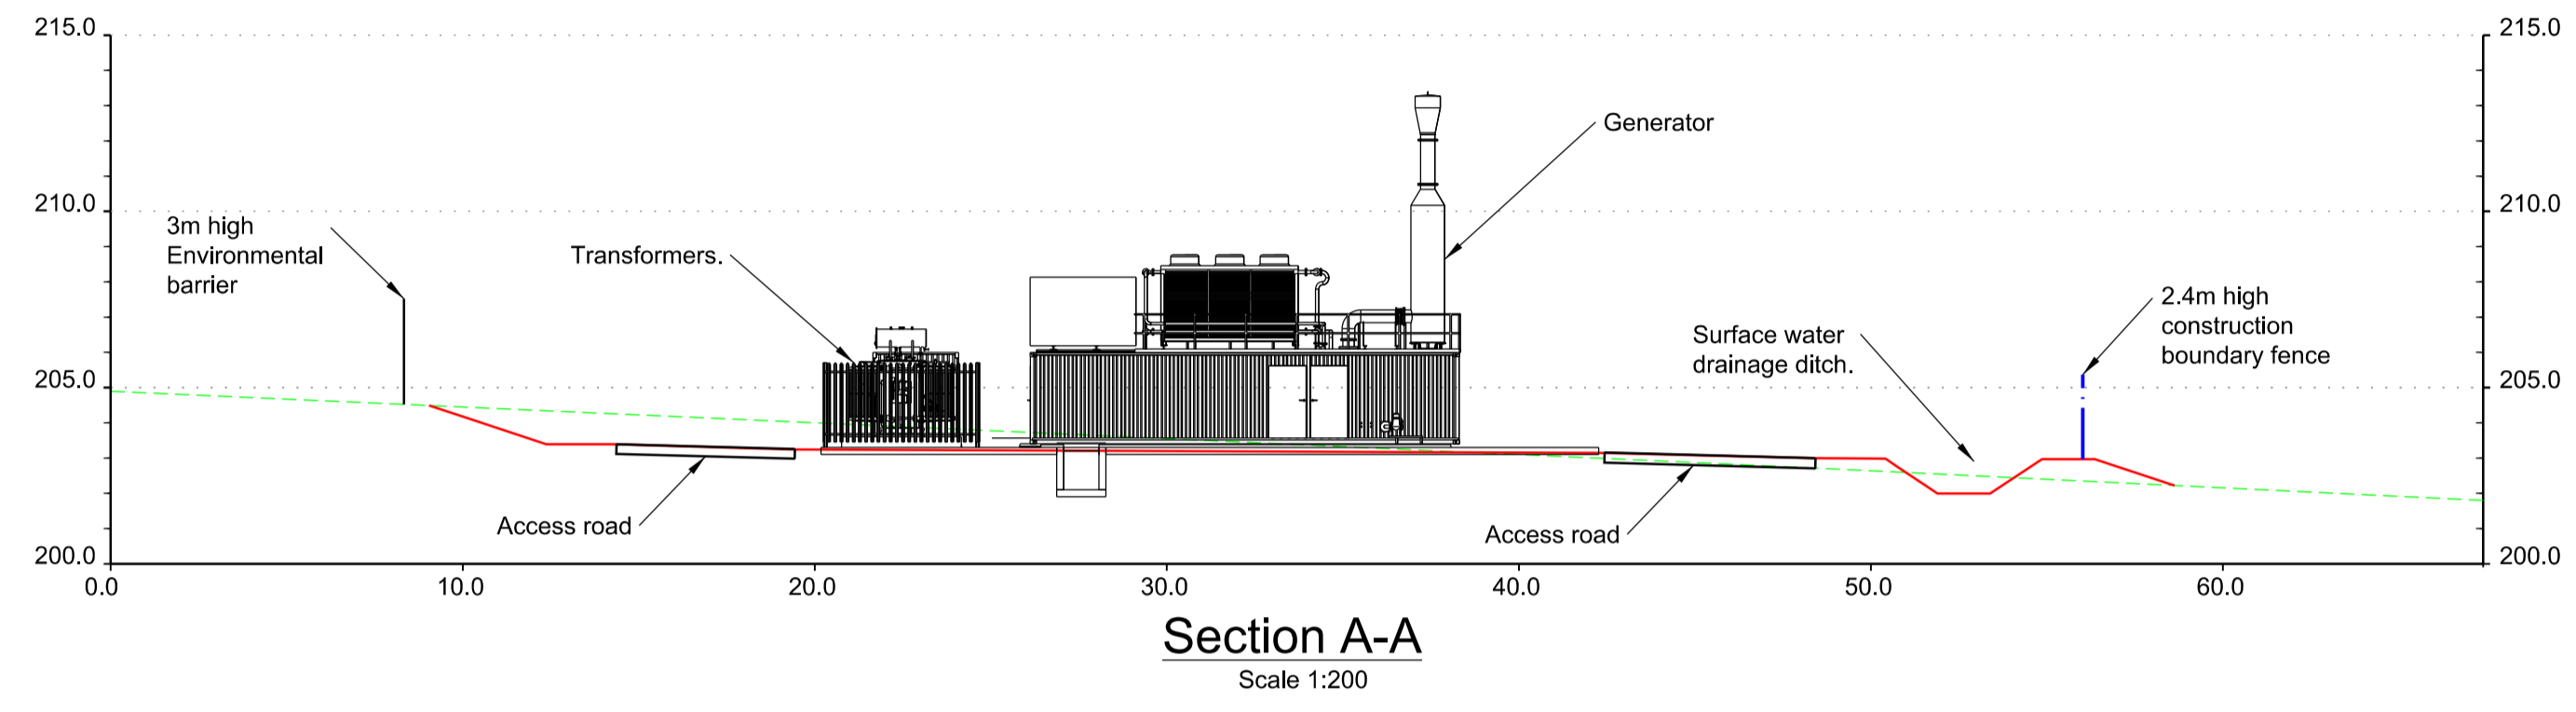 215.0
215.0
Generator
210.0
210.0
3m high
Environmental
barrier
Transformers.
2.4m high
construction
boundary fence
Surface water
drainage ditch.
205.0
205.0
Access road
Access road
200.0
200.0
0.0 10.0 20.0 30.0 40.0 50.0 60.0
Section A-A
Scale 1:200